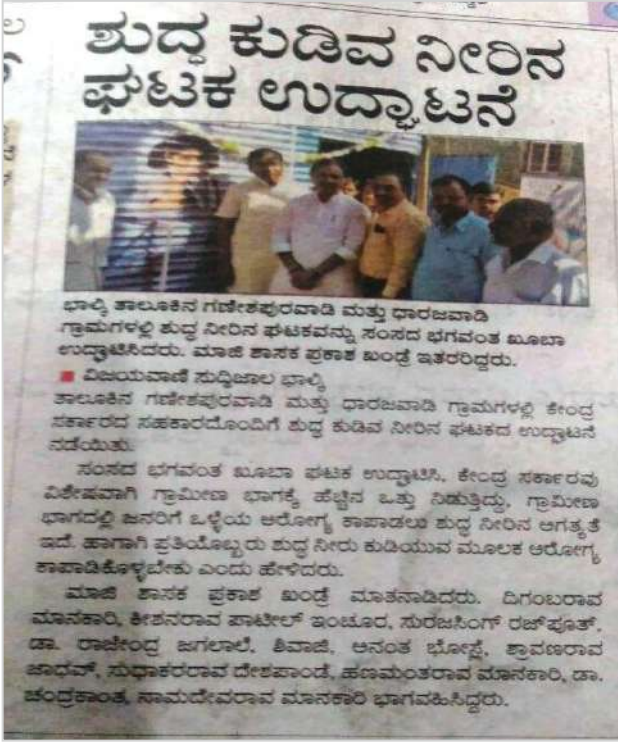 ಶುದ್ಧ ಕುಡಿವ ನೀರಿನ
ಘಟಕ ಉದ್ಘಾಟನೆ
ಭಾಲ್ಕಿ ತಾಲೂಕಿನ ಗಣೇಶಪುರವಾಡಿ ಮತ್ತು ಧಾರಜವಾಡಿ
ಗ್ರಾಮಗಳಲ್ಲಿ ಶುದ್ಧ ನೀರಿನ ಘಟಕವನ್ನು ಸಂಸದ ಭಗವಂತ ಖೂಬಾ
ಉದ್ಘಾಟಿಸಿದರು. ಮಾಜಿ ಶಾಸಕ ಪ್ರಕಾಶ ಖಂಡ್ರೆ ಇತರರಿದ್ದರು.
■ ವಿಜಯವಾಣಿ ಸುದ್ದಿಜಾಲ ಭಾಲ್ಕಿ
ತಾಲೂಕಿನ ಗಣೇಶಪುರವಾಡಿ ಮತ್ತು ಧಾರಜವಾಡಿ ಗ್ರಾಮಗಳಲ್ಲಿ ಕೇಂದ್ರ
ಸರ್ಕಾರದ ಸಹಕಾರದೊಂದಿಗೆ ಶುದ್ಧ ಕುಡಿವ ನೀರಿನ ಘಟಕದ ಉದ್ಘಾಟನೆ
ನಡೆಯಿತು.
ಸಂಸದ ಭಗವಂತ ಖೂಬಾ ಘಟಕ ಉದ್ಘಾಟಿಸಿ, ಕೇಂದ್ರ ಸರ್ಕಾರವು
ವಿಶೇಷವಾಗಿ ಗ್ರಾಮೀಣ ಭಾಗಕ್ಕೆ ಹೆಚ್ಚಿನ ಒತ್ತು ನಿಡುತ್ತಿದ್ದು, ಗ್ರಾಮೀಣ
ಭಾಗದಲ್ಲಿ ಜನರಿಗೆ ಒಳ್ಳೆಯ ಆರೋಗ್ಯ ಕಾಪಾಡಲು ಶುದ್ಧ ನೀರಿನ ಅಗತ್ಯತೆ
ಇದೆ. ಹಾಗಾಗಿ ಪ್ರತಿಯೊಬ್ಬರು ಶುದ್ಧ ನೀರು ಕುಡಿಯುವ ಮೂಲಕ ಆರೋಗ್ಯ
ಕಾಪಾಡಿಕೊಳ್ಳಬೇಕು ಎಂದು ಹೇಳಿದರು.
ಮಾಜಿ ಶಾಸಕ ಪ್ರಕಾಶ ಖಂಡ್ರೆ ಮಾತನಾಡಿದರು. ದಿಗಂಬರಾವ
ಮಾನಕಾರಿ, ಕೀಶನರಾವ ಪಾಟೀಲ್ ಇಂಚೂರ, ಸುರಜಸಿಂಗ್ ರಜ್‌ಪೂತ್,
ಡಾ. ರಾಜೇಂದ್ರ ಜಗಲಾಲೆ, ಶಿವಾಜಿ, ಅನಂತ ಭೋಸ್ಲೆ, ಶ್ರಾವಣರಾವ
ಜಾಧವ್, ಸುಧಾಕರರಾವ ದೇಶಪಾಂಡೆ, ಹಣಮಂತರಾವ ಮಾನಕಾರಿ, ಡಾ.
ಚಂದ್ರಕಾಂತ, ಸಾಮದೇವರಾವ ಮಾನಕಾರಿ ಭಾಗವಹಿಸಿದ್ದರು.